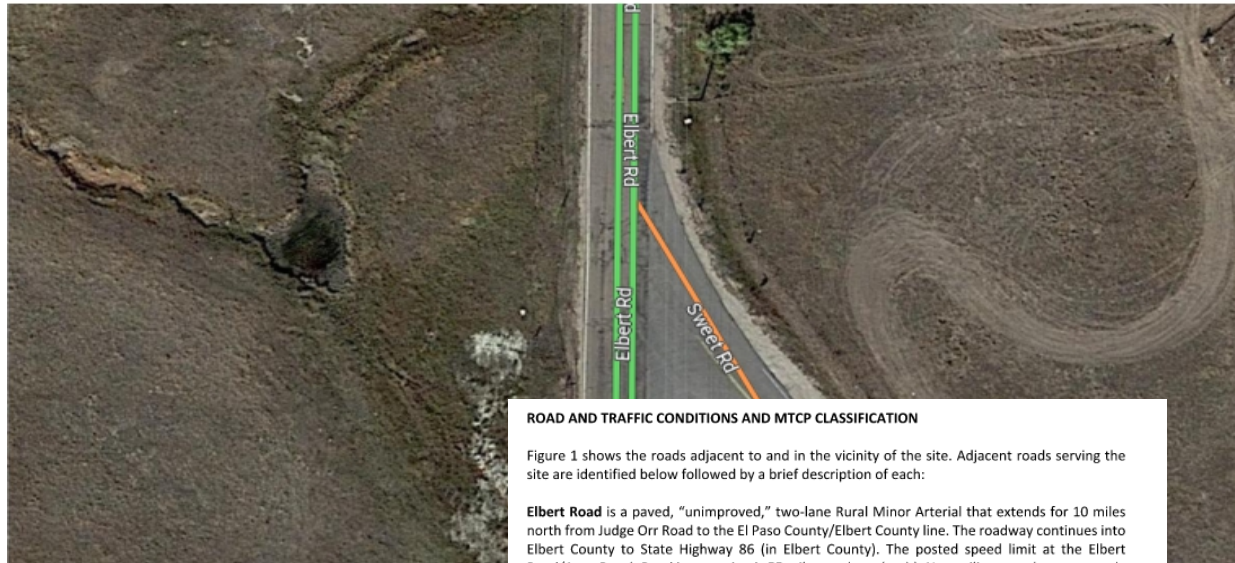 Rd
Elbert Rd
Elbert Rd
Sweet Rd
ROAD AND TRAFFIC CONDITIONS AND MTCP CLASSIFICATION
Figure 1 shows the roads adjacent to and in the vicinity of the site. Adjacent roads serving the
site are identified below followed by a brief description of each:
Elbert Road is a paved, “unimproved,” two-lane Rural Minor Arterial that extends for 10 miles
north from Judge Orr Road to the El Paso County/Elbert County line. The roadway continues into
Elbert County to State Highway 86 (in Elbert County). The posted speed limit at the Elbert